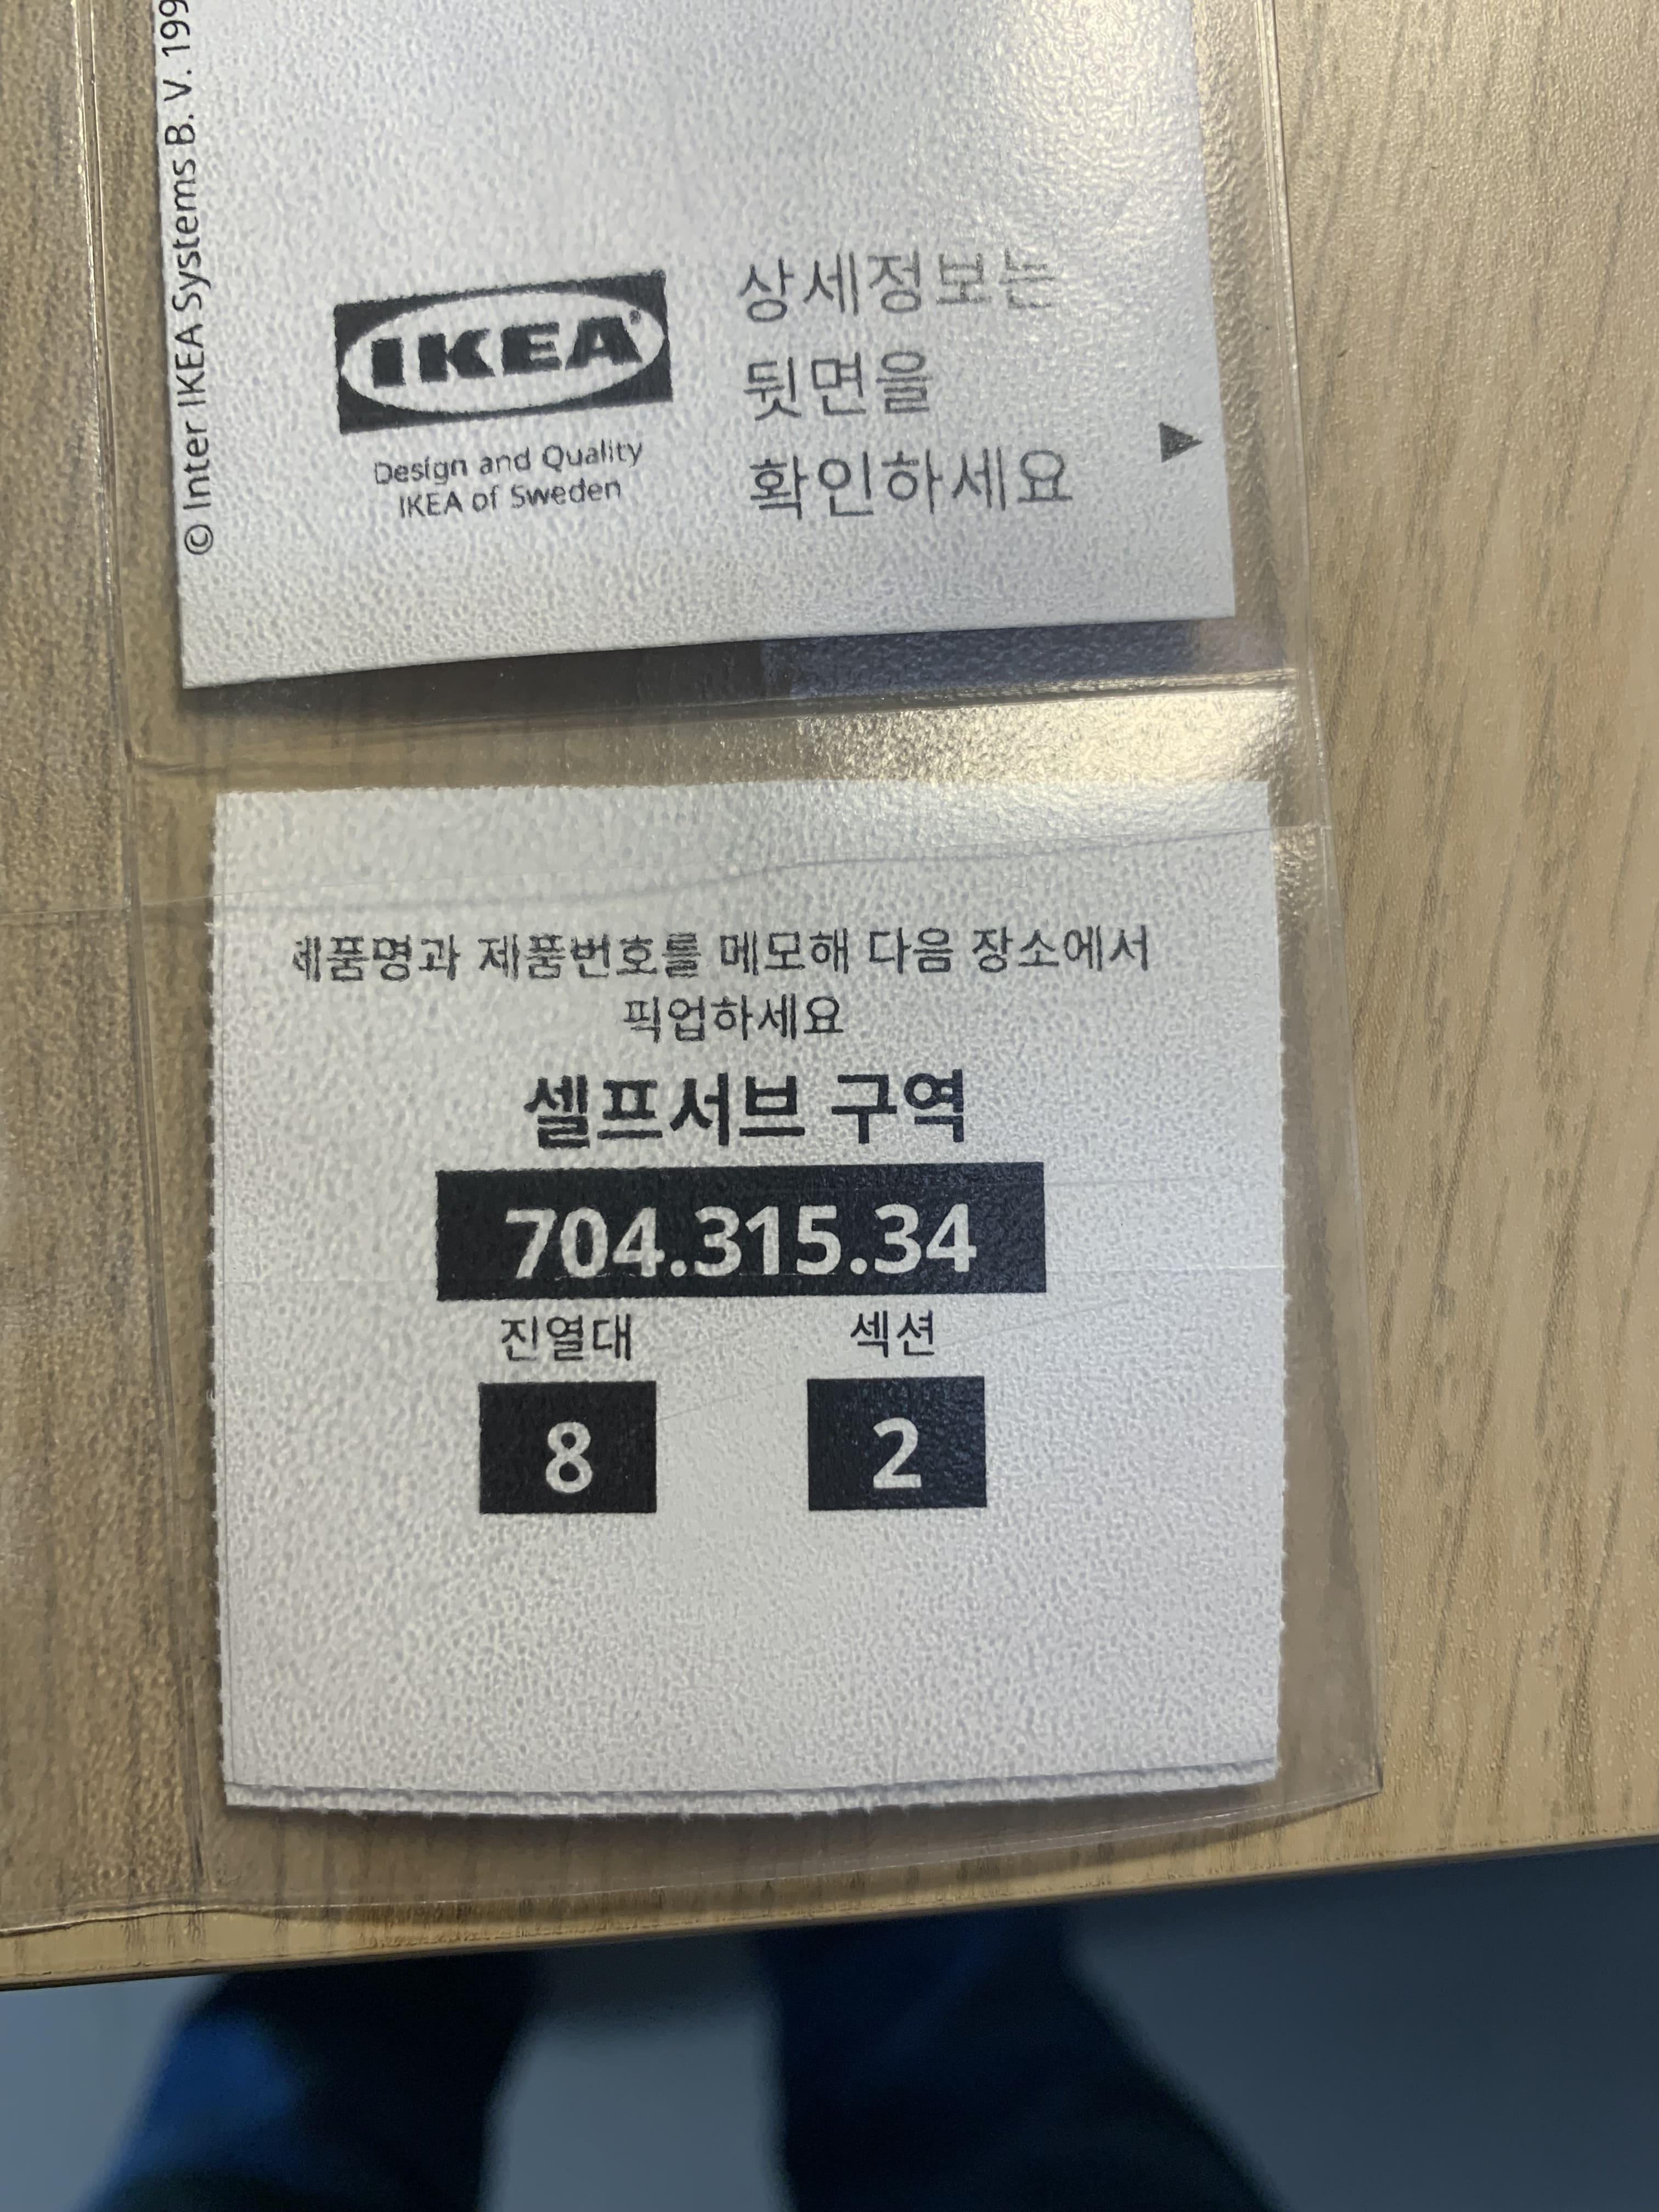 © Inter IKEA Systems B. V. 199
IKEA
Design and Quality
IKEA of Sweden
상세정보는
뒷면을
확인하세요
제품명과 제품번호를 메모해 다음 장소에서
픽업하세요
셀프서브 구역
704.315.34
진열대 섹션
8 2